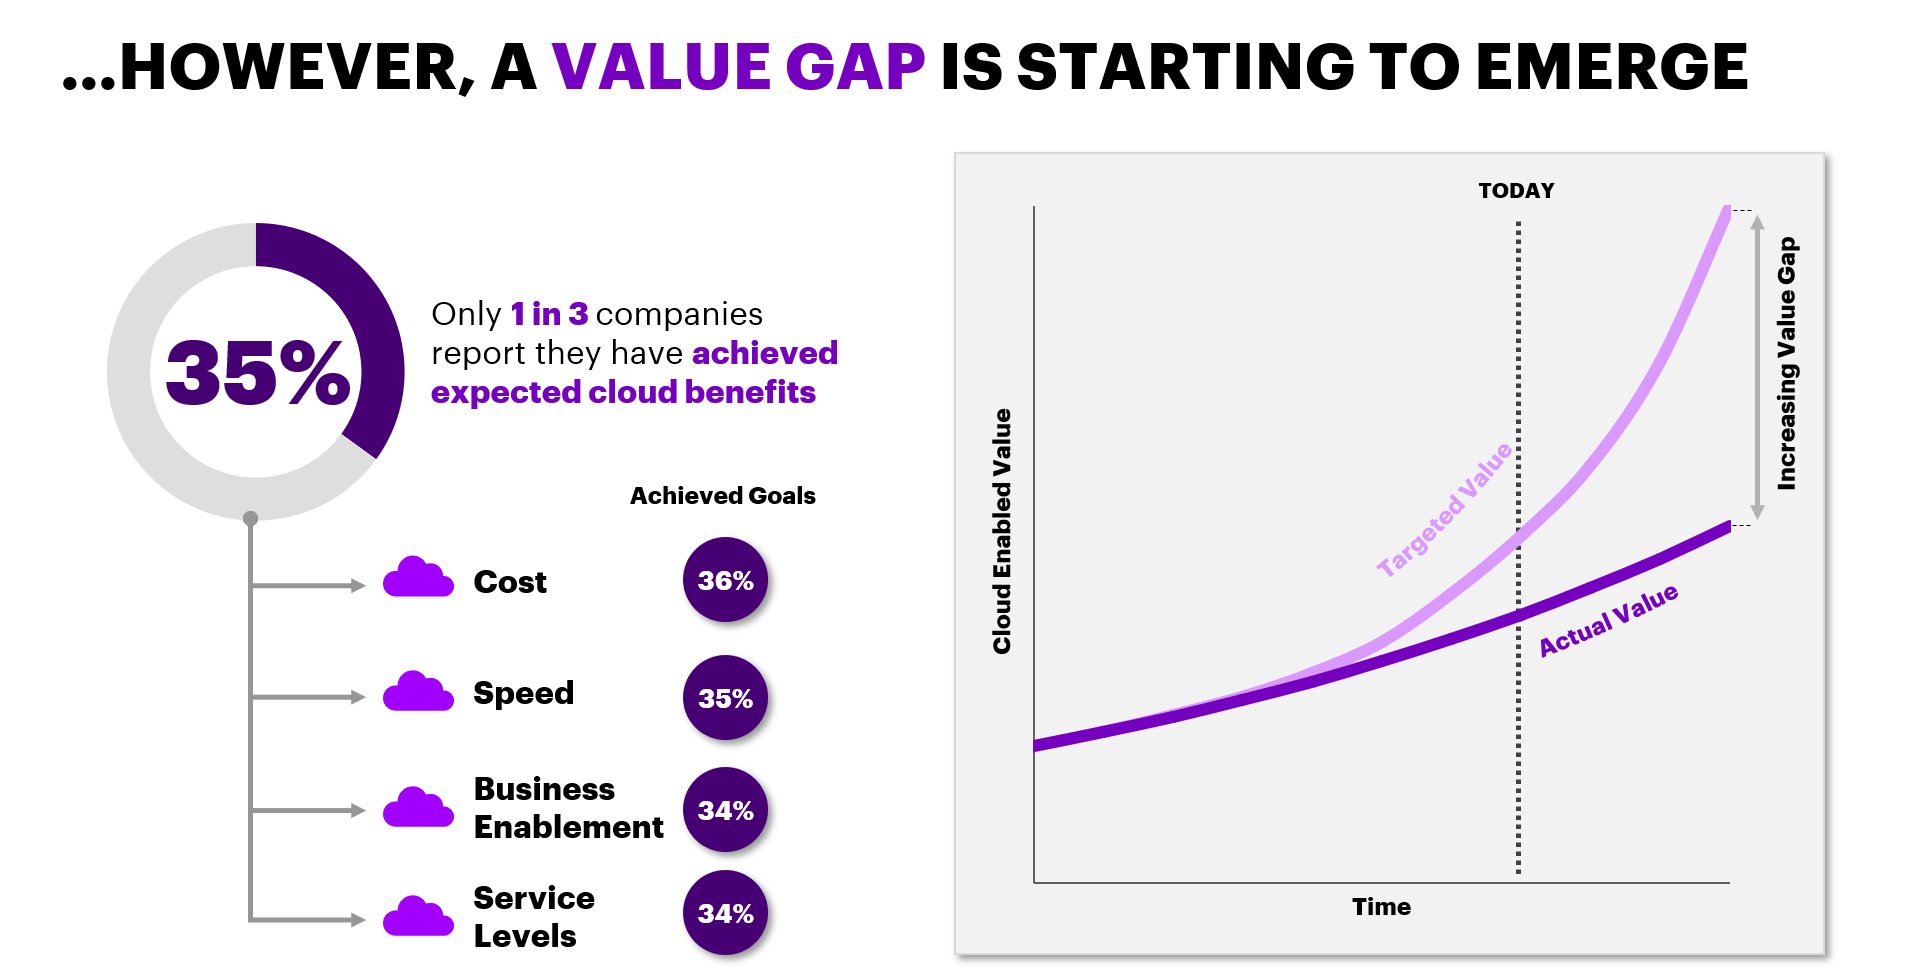 ...HOWEVER, A VALUE GAP IS STARTING TO EMERGE
35%
Only 1 in 3 companies
report they have achieved
expected cloud benefits
Achieved Goals
Cost
36%
Speed
35%
Business
Enablement
34%
Service
Levels
34%
TODAY
Cloud Enabled Value
Targeted Value
Actual Value
Increasing Value Gap
Time